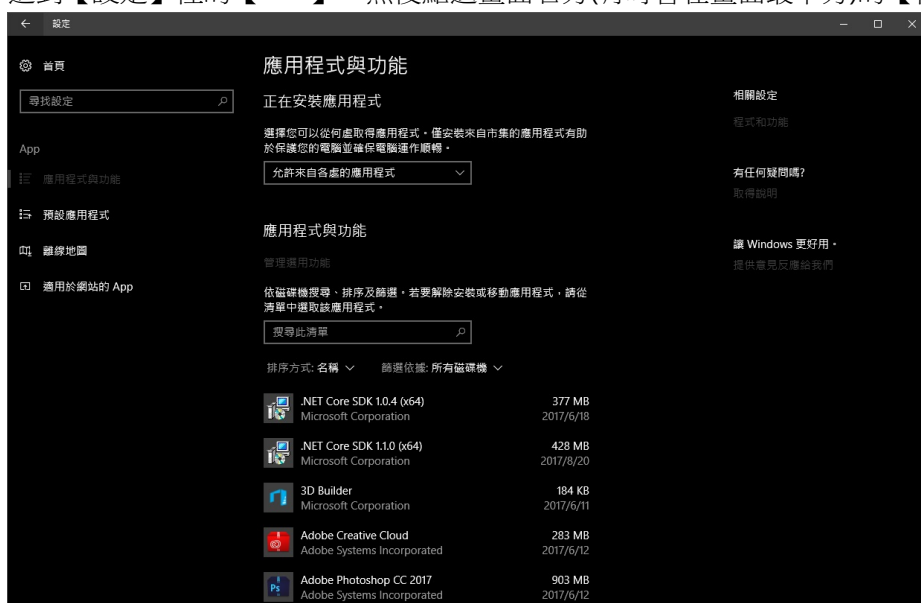 設定
首頁
尋找設定
App
應用程式與功能
預設應用程式
離線地圖
適用於網站的 App
應用程式與功能
正在安裝應用程式
選擇您可以從何處取得應用程式。僅安裝來自市集的應用程式有助
於保護您的電腦並確保電腦運作順暢。
允許來自各處的應用程式
應用程式與功能
管理選用功能
依磁碟機搜尋、排序及篩選。若要解除安裝或移動應用程式，請從
清單中選取該應用程式。
搜尋此清單
排序方式: 名稱 篩選依據: 所有磁碟機
.NET Core SDK 1.0.4 (x64) 377 MB
Microsoft Corporation 2017/6/18
.NET Core SDK 1.1.0 (x64) 428 MB
Microsoft Corporation 2017/8/20
3D Builder 184 KB
Microsoft Corporation 2017/6/11
Adobe Creative Cloud 283 MB
Adobe Systems Incorporated 2017/6/12
Adobe Photoshop CC 2017 903 MB
Adobe Systems Incorporated 2017/6/12
相關設定
程式和功能
有任何疑問嗎?
取得說明
讓 Windows 更好用。
提供意見反應給我們